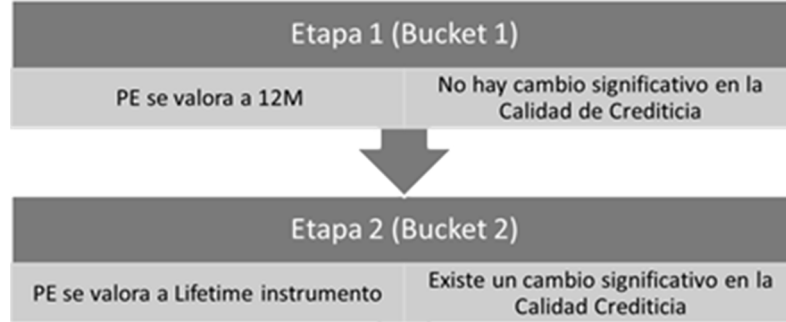 Etapa 1 (Bucket 1)
PE se valora a 12M
No hay cambio significativo en la
Calidad de Crediticia
Etapa 2 (Bucket 2)
PE se valora a Lifetime instrumento
Existe un cambio significativo en la
Calidad Crediticia